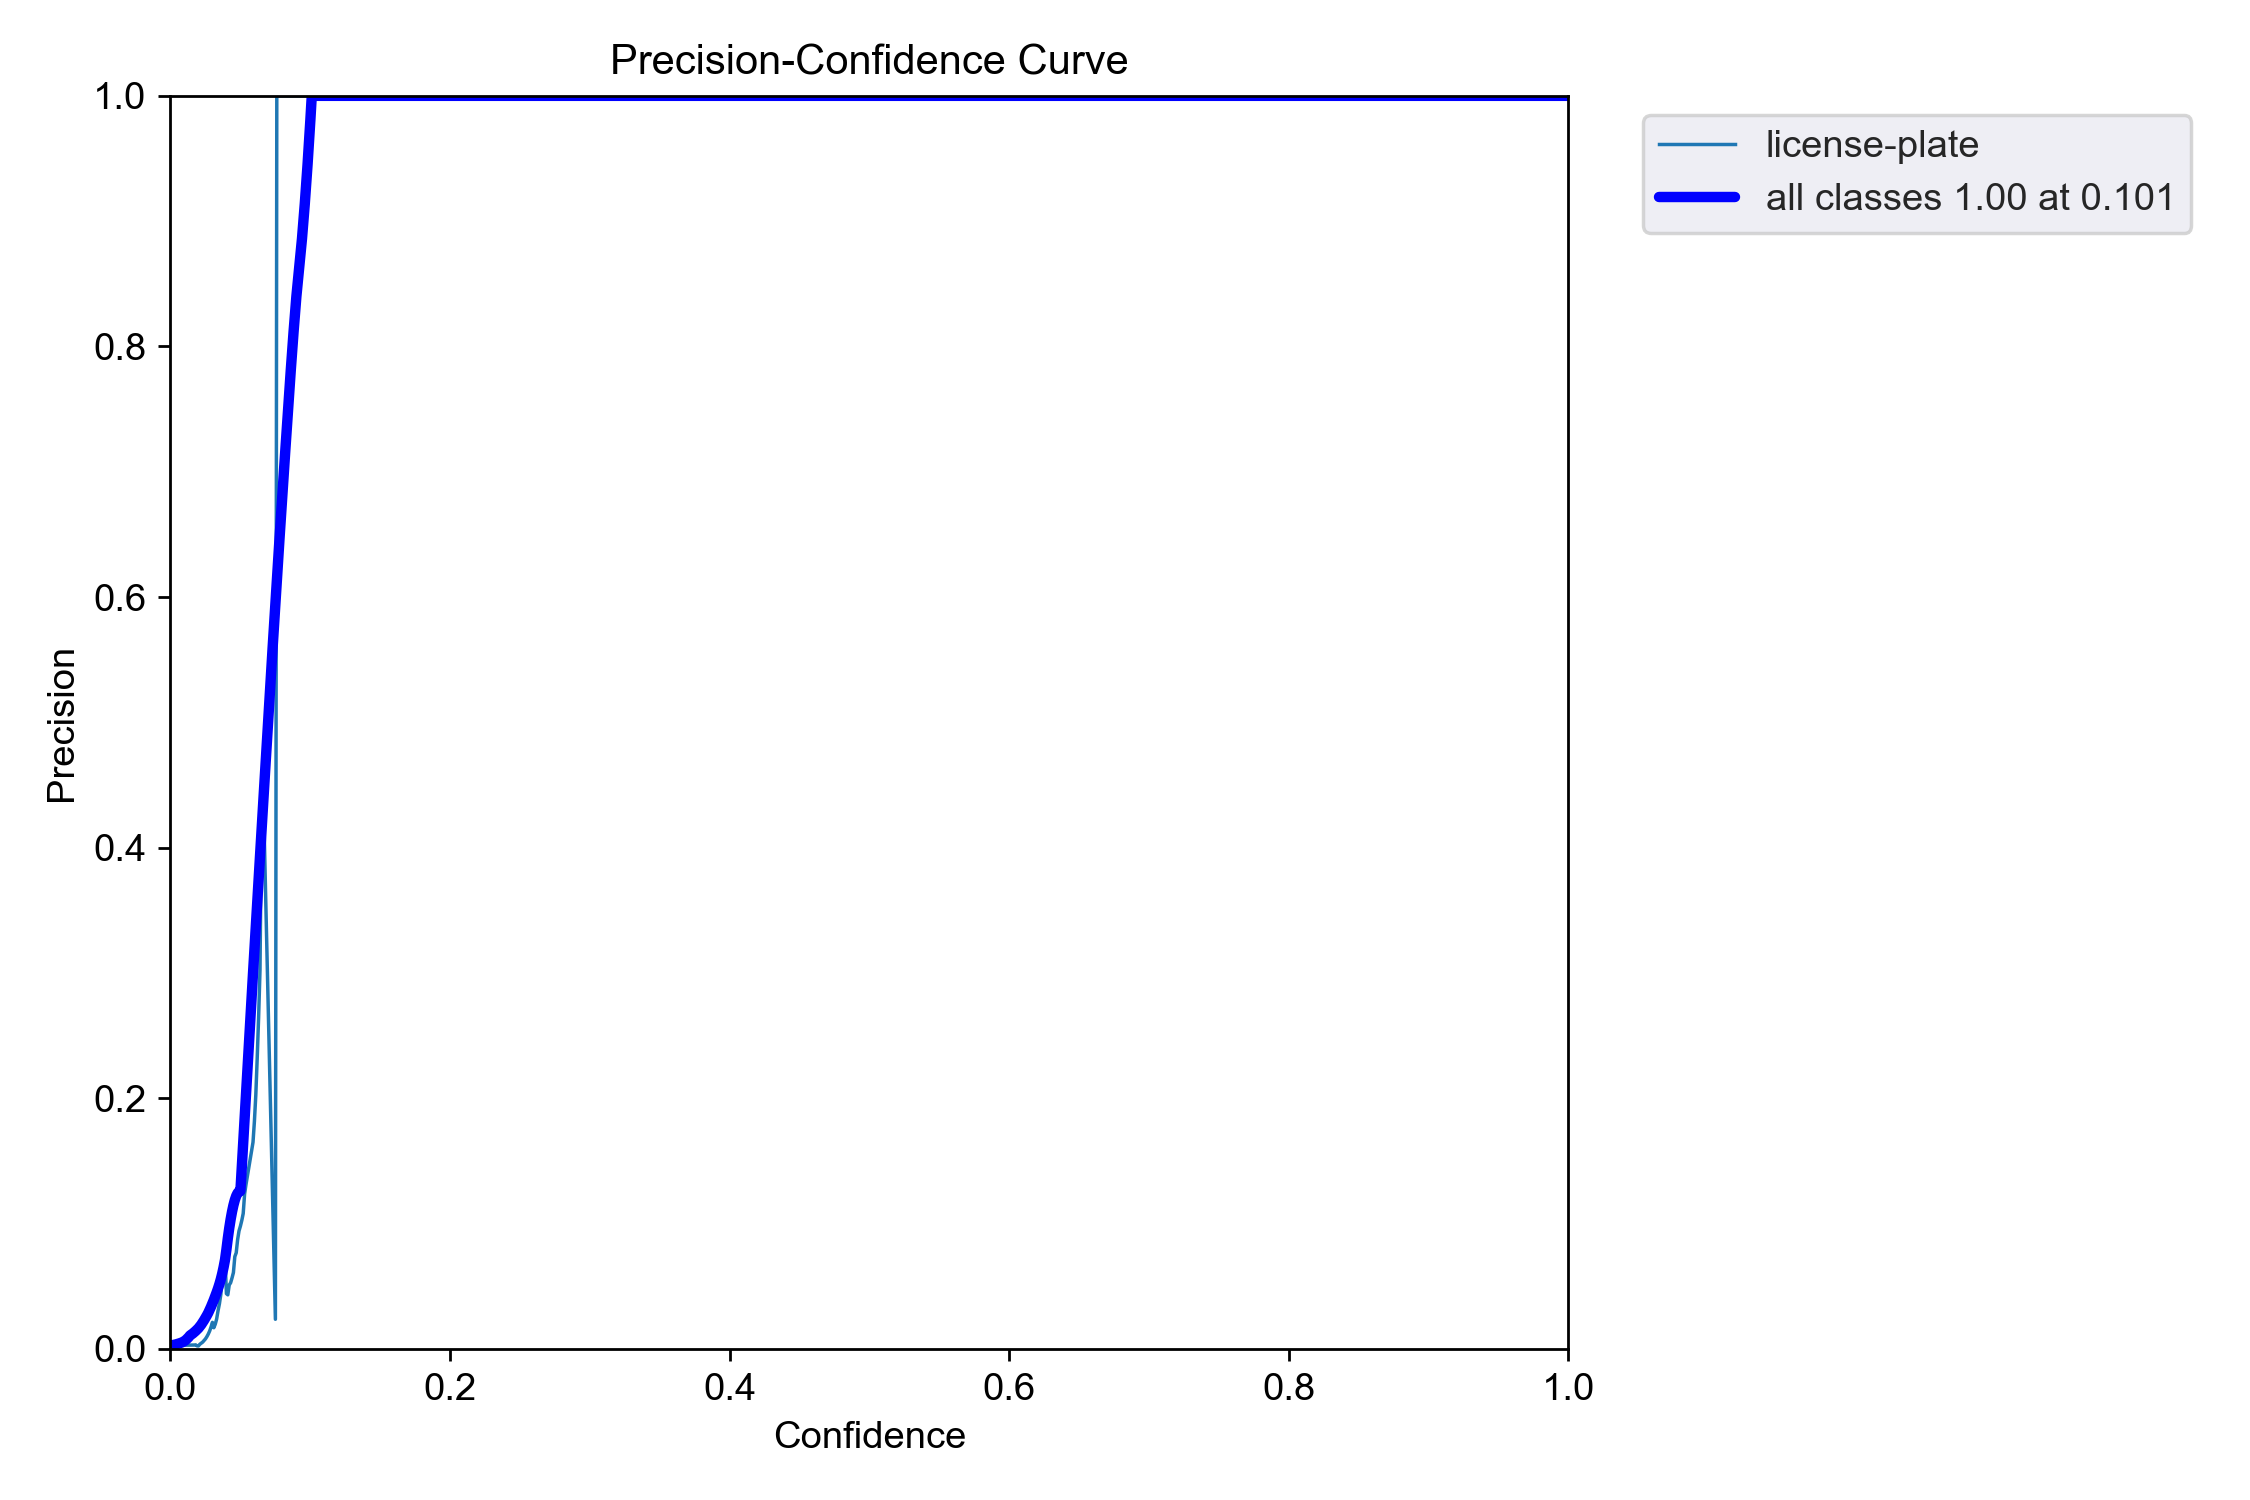 Precision-Confidence Curve
1.0
0.8
0.6
0.4
0.2
0.0
Precision
0.0 0.2 0.4 0.6 0.8 1.0
Confidence
license-plate
all classes 1.00 at 0.101